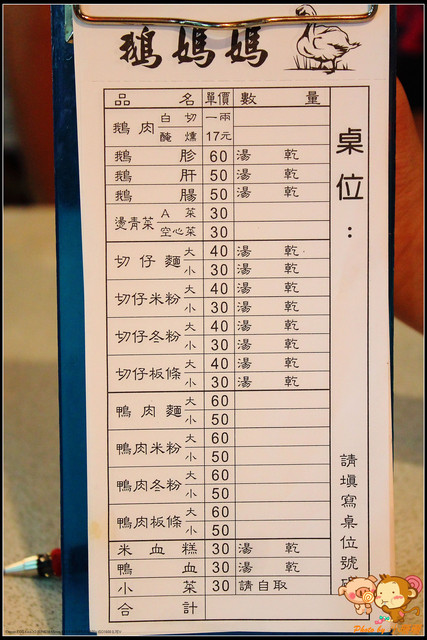 鵝媽媽
品名 單價 數量
鵝肉 白切 一兩
醃燻 17元
鵝胗 60 湯 乾
鵝肝 50 湯 乾
鵝腸 50 湯 乾
燙青菜 A菜 30
空心菜 30
切仔麵 大 40 湯 乾
小 30 湯 乾
切仔米粉 大 40 湯 乾
小 30 湯 乾
切仔冬粉 大 40 湯 乾
小 30 湯 乾
切仔板條 大 40 湯 乾
小 30 湯 乾
鴨肉麵 大 60
小 50
鴨肉米粉 大 60
小 50
鴨肉冬粉 大 60
小 50
鴨肉板條 大 60
小 50
米血糕 30 湯 乾
鴨血 30 湯 乾
小菜 30 請自取
合計
桌位:
請填寫桌位號